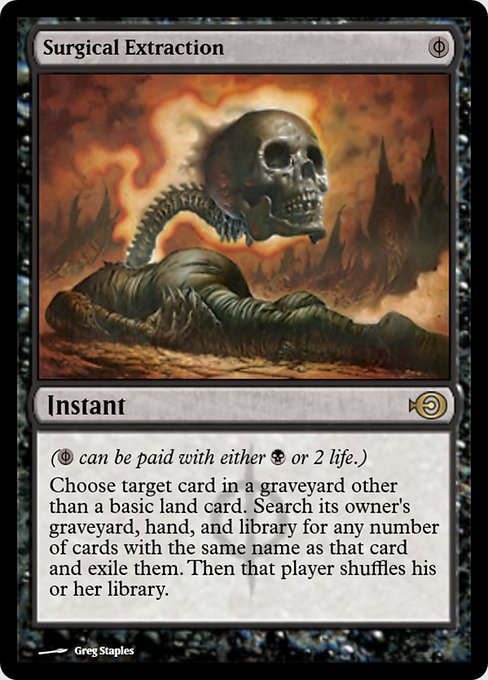 Surgical Extraction
Instant
( can be paid with either or 2 life.)
Choose target card in a graveyard other
than a basic land card. Search its owner's
graveyard, hand, and library for any number
of cards with the same name as that card
and exile them. Then that player shuffles his
or her library.
Greg Staples